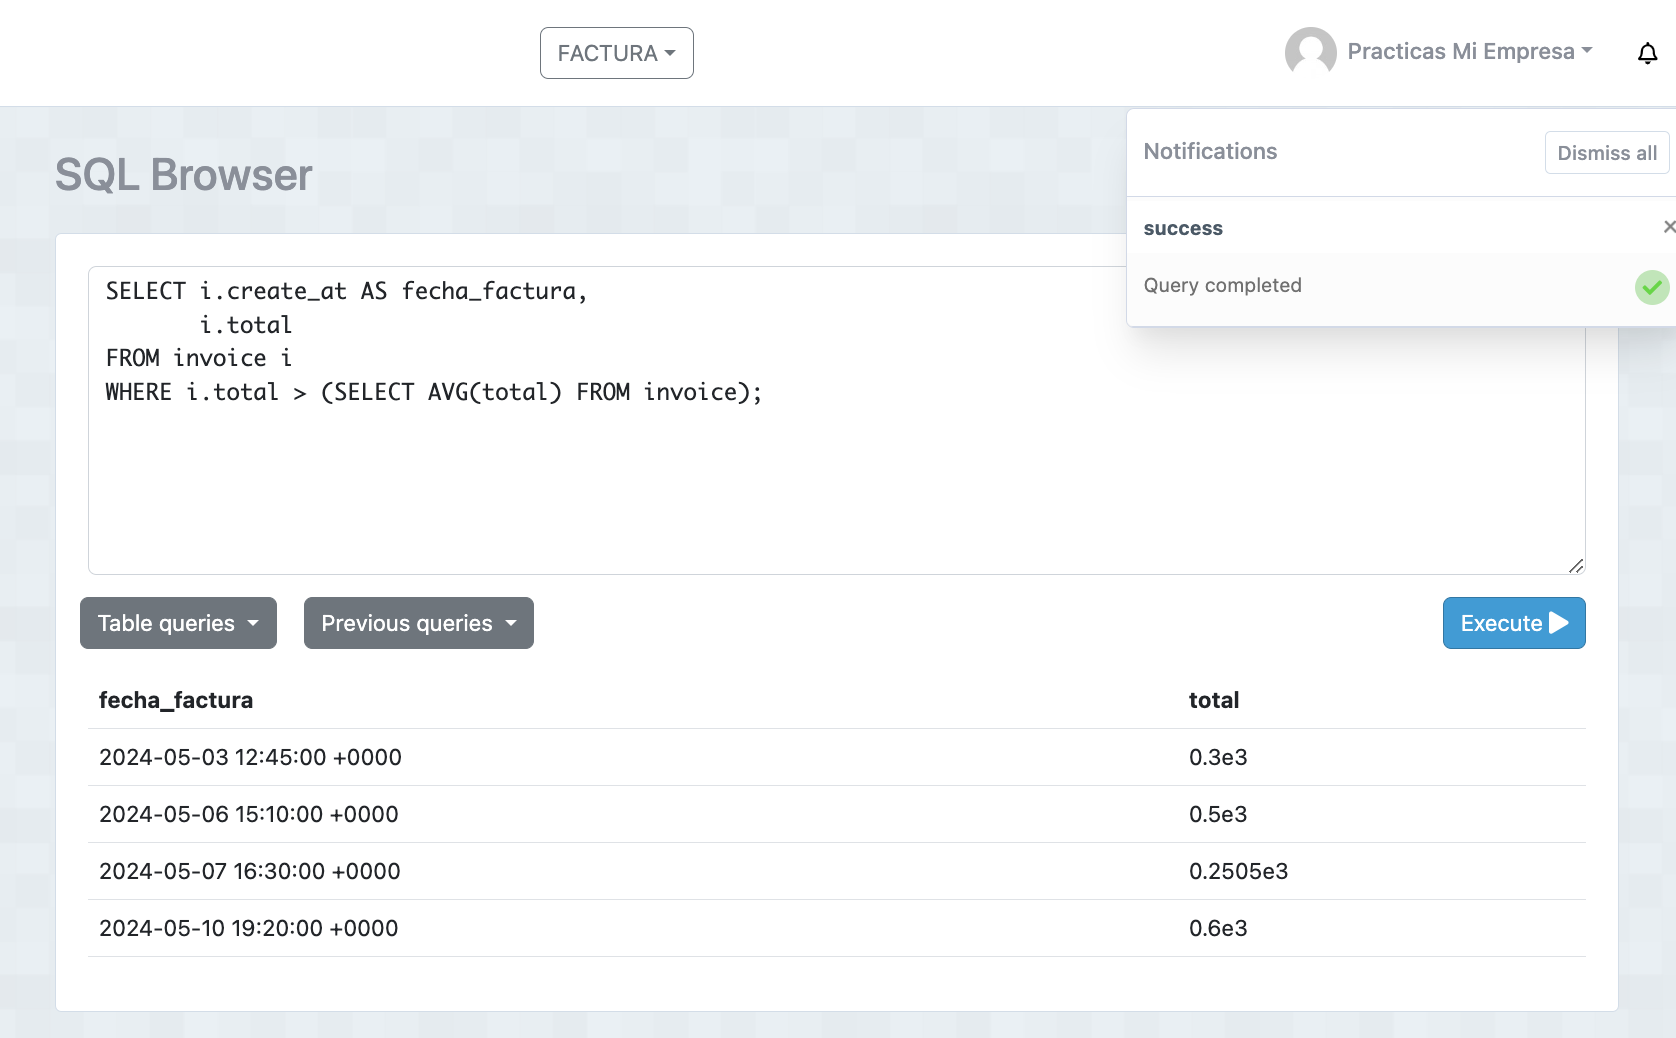 FACTURA
Practicas Mi Empresa
Notifications
Dismiss all
success
Query completed
SQL Browser
SELECT i.create_at AS fecha_factura,
       i.total
FROM invoice i
WHERE i.total > (SELECT AVG(total) FROM invoice);
Table queries
Previous queries
Execute
fecha_factura total
2024-05-03 12:45:00 +0000 0.3e3
2024-05-06 15:10:00 +0000 0.5e3
2024-05-07 16:30:00 +0000 0.2505e3
2024-05-10 19:20:00 +0000 0.6e3